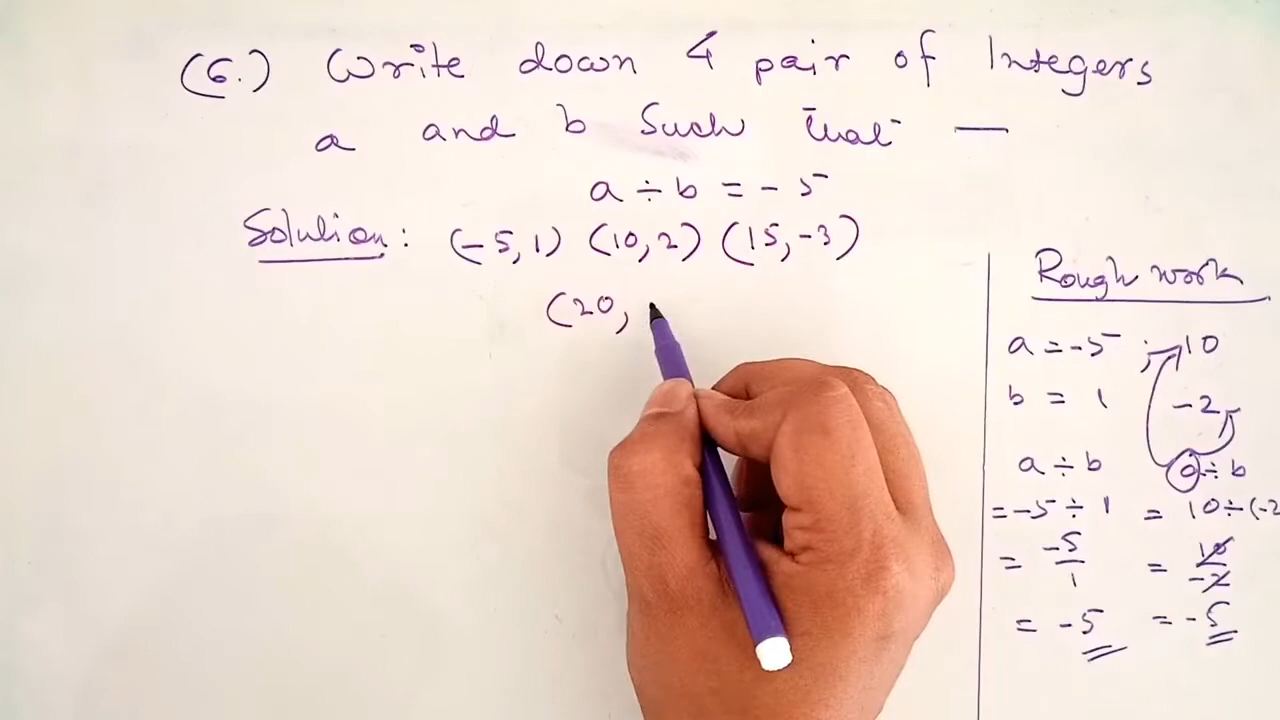 (6.) Write down 4 pair of Integers
a and b Such that —
a ÷ b = - 5
Solution: (-5, 1) (10, 2) (15, -3)
(20,
Rough work
a = -5 ; 10
b = 1 -2
a ÷ b a ÷ b
= -5 ÷ 1 = 10 ÷ (-2
= -5/1 = 10/-2
= -5 = -5